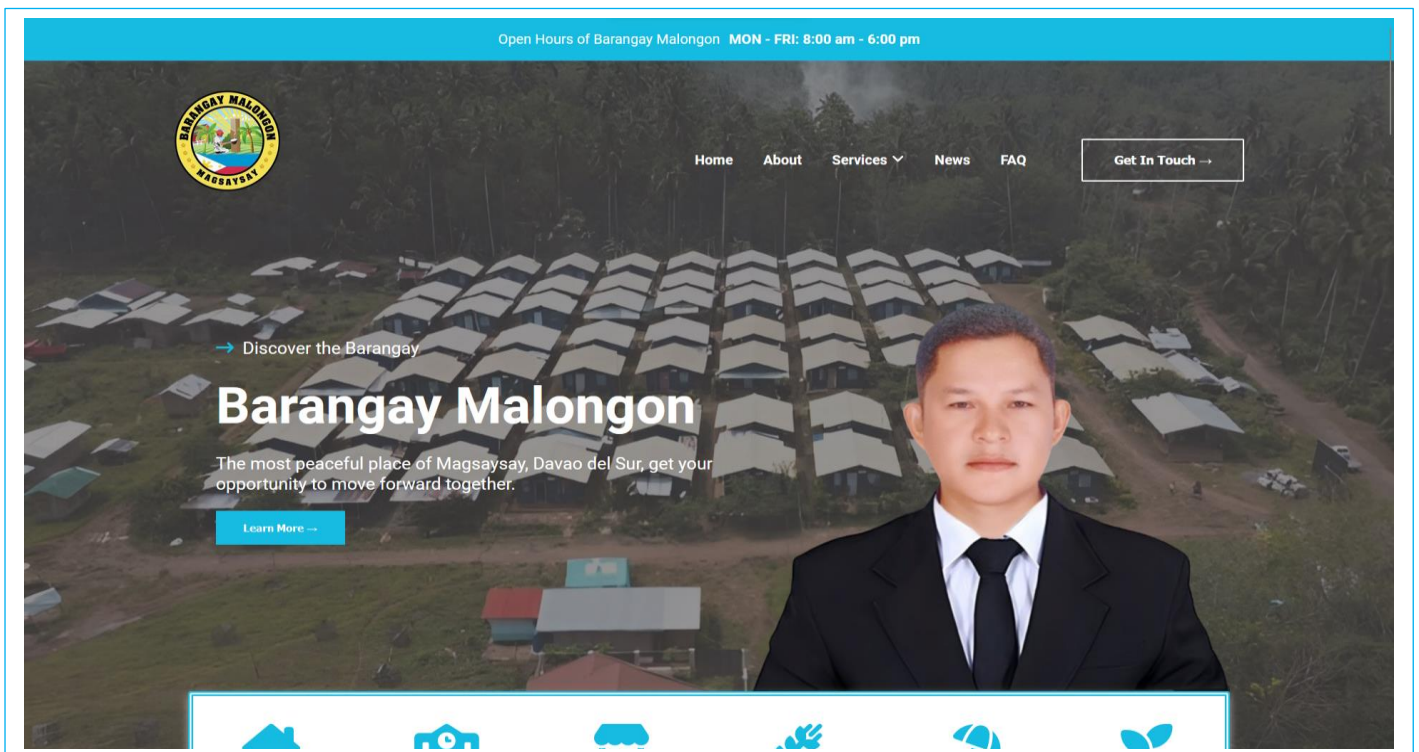 Open Hours of Barangay Malongon MON - FRI: 8:00 am - 6:00 pm
BARANGAY MALONGON
MAGSAYSAY
Home About Services News FAQ Get In Touch →
→ Discover the Barangay
Barangay Malongon
The most peaceful place of Magsaysay, Davao del Sur, get your
opportunity to move forward together.
Learn More →